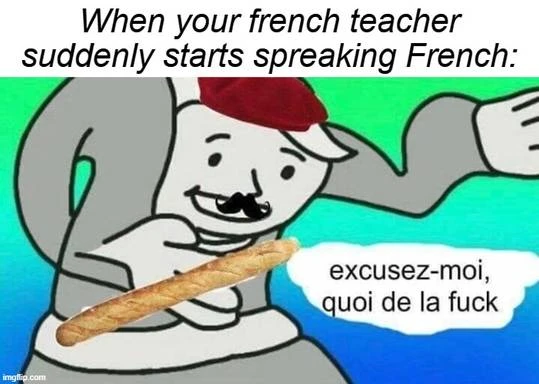 When your french teacher
suddenly starts spreaking French:
excusez-moi,
quoi de la fuck
imgflip.com